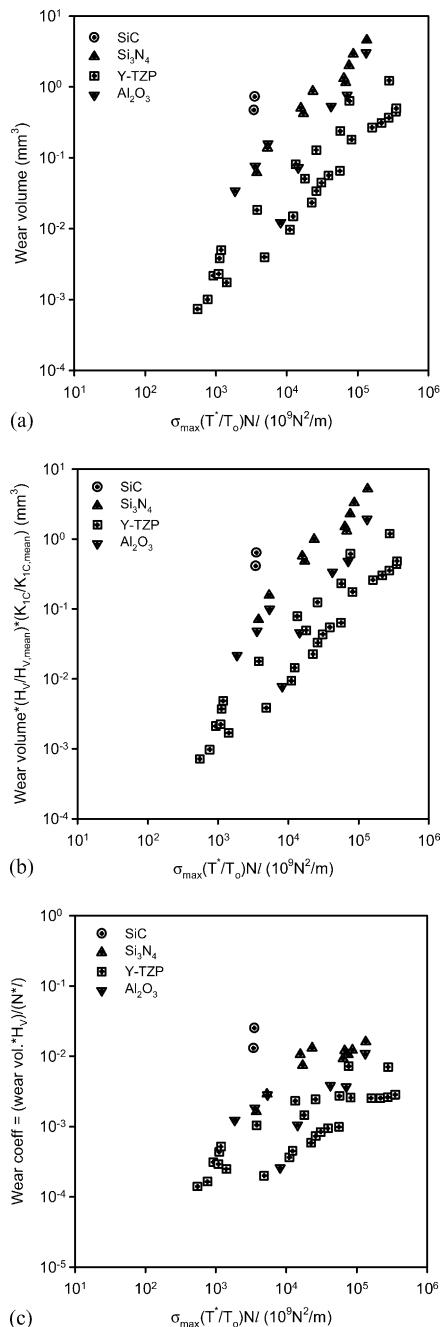 10¹
SiC
Si₃N₄
Y-TZP
Al₂O₃
10⁰
10⁻¹
10⁻²
10⁻³
10⁻⁴
Wear volume (mm³)
10¹ 10² 10³ 10⁴ 10⁵ 10⁶
(a) σmax(T*/To)Nl (10⁹N²/m)
10¹
SiC
Si₃N₄
Y-TZP
Al₂O₃
10⁰
10⁻¹
10⁻²
10⁻³
10⁻⁴
Wear volume*(HV/HV,mean)*(K1C/K1C,mean) (mm³)
10¹ 10² 10³ 10⁴ 10⁵ 10⁶
(b) σmax(T*/To)Nl (10⁹N²/m)
10⁰
SiC
Si₃N₄
Y-TZP
Al₂O₃
10⁻¹
10⁻²
10⁻³
10⁻⁴
10⁻⁵
Wear coeff = (wear vol.*HV)/(N*l)
10¹ 10² 10³ 10⁴ 10⁵ 10⁶
(c) σmax(T*/To)Nl (10⁹N²/m)